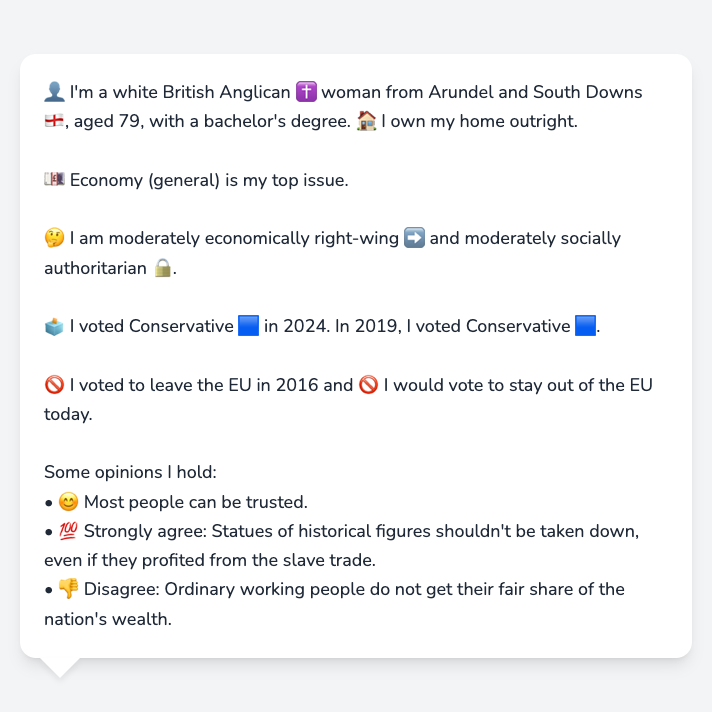 👤 I'm a white British Anglican ✝️ woman from Arundel and South Downs
🏴󠁧󠁢󠁥󠁮󠁧󠁿, aged 79, with a bachelor's degree. 🏠 I own my home outright.
💷 Economy (general) is my top issue.
🤔 I am moderately economically right-wing ➡️ and moderately socially
authoritarian 🔒.
🗳️ I voted Conservative 🟦 in 2024. In 2019, I voted Conservative 🟦.
🚫 I voted to leave the EU in 2016 and 🚫 I would vote to stay out of the EU
today.
Some opinions I hold:
• 😊 Most people can be trusted.
• 💯 Strongly agree: Statues of historical figures shouldn't be taken down,
even if they profited from the slave trade.
• 👎 Disagree: Ordinary working people do not get their fair share of the
nation's wealth.